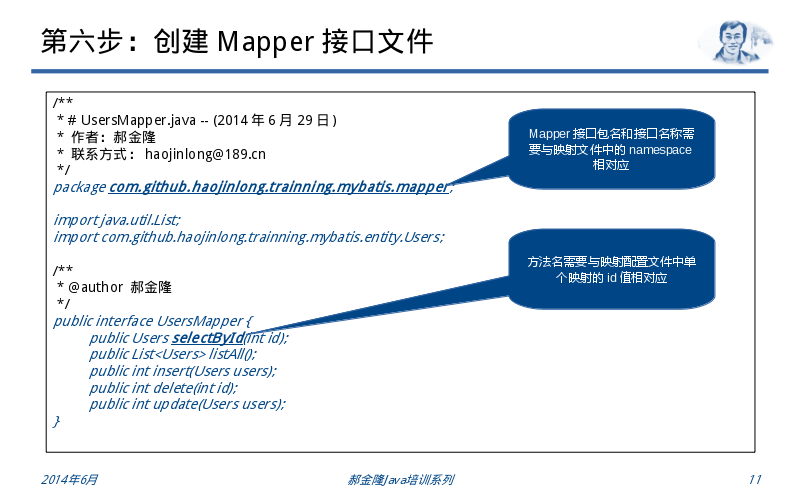 第六步：创建 Mapper 接口文件
/**
* # UsersMapper.java -- (2014 年 6 月 29 日)
* 作者：郝金隆
* 联系方式：haojinlong@189.cn
*/
package com.github.haojinlong.trainning.mybatis.mapper;
import java.util.List;
import com.github.haojinlong.trainning.mybatis.entity.Users;
/**
* @author 郝金隆
*/
public interface UsersMapper {
public Users selectById(int id);
public List<Users> listAll();
public int insert(Users users);
public int delete(int id);
public int update(Users users);
}
Mapper 接口包名和接口名称需
要与映射文件中的 namespace
相对应
方法名需要与映射配置文件中单
个映射的 id 值相对应
2014年6月
郝金隆Java培训系列
11